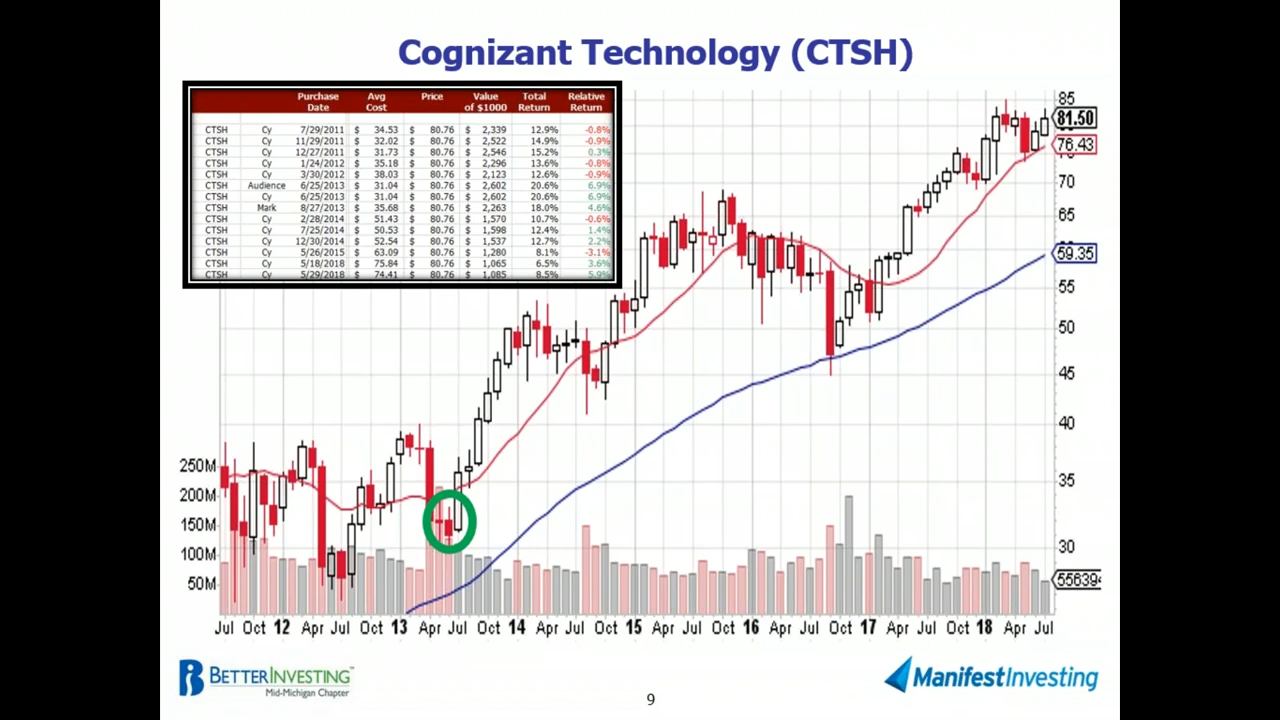 Cognizant Technology (CTSH)
Purchase Date Avg Cost Price Value of $1000 Total Return Relative Return
CTSH Cy 7/29/2011 $ 34.53 $ 80.76 $ 2,339 12.9% -0.8%
CTSH Cy 11/29/2011 $ 32.02 $ 80.76 $ 2,522 14.9% -0.9%
CTSH Cy 12/27/2011 $ 31.73 $ 80.76 $ 2,546 15.2% 0.3%
CTSH Cy 1/24/2012 $ 35.18 $ 80.76 $ 2,296 13.6% -0.8%
CTSH Cy 3/30/2012 $ 38.03 $ 80.76 $ 2,123 12.6% -0.9%
CTSH Audience 6/25/2013 $ 31.04 $ 80.76 $ 2,602 20.6% 6.9%
CTSH Cy 6/25/2013 $ 31.04 $ 80.76 $ 2,602 20.6% 6.9%
CTSH Mark 8/27/2013 $ 35.68 $ 80.76 $ 2,263 18.0% 4.6%
CTSH Cy 2/28/2014 $ 51.43 $ 80.76 $ 1,570 10.7% -0.6%
CTSH Cy 7/25/2014 $ 50.53 $ 80.76 $ 1,598 12.4% 1.4%
CTSH Cy 12/30/2014 $ 52.54 $ 80.76 $ 1,537 12.7% 2.2%
CTSH Cy 5/26/2015 $ 63.09 $ 80.76 $ 1,280 8.1% -3.1%
CTSH Cy 5/18/2018 $ 75.84 $ 80.76 $ 1,065 6.5% 3.6%
CTSH Cy 5/29/2018 $ 74.41 $ 80.76 $ 1,085 8.5% 5.9%
85
81.50
76.43
70
65
59.35
55
50
45
40
35
30
250M
200M
150M
100M
50M
Jul Oct 12 Apr Jul Oct 13 Apr Jul Oct 14 Apr Jul Oct 15 Apr Jul Oct 16 Apr Jul Oct 17 Apr Jul Oct 18 Apr Jul
BETTERINVESTING™
Mid-Michigan Chapter
9
ManifestInvesting